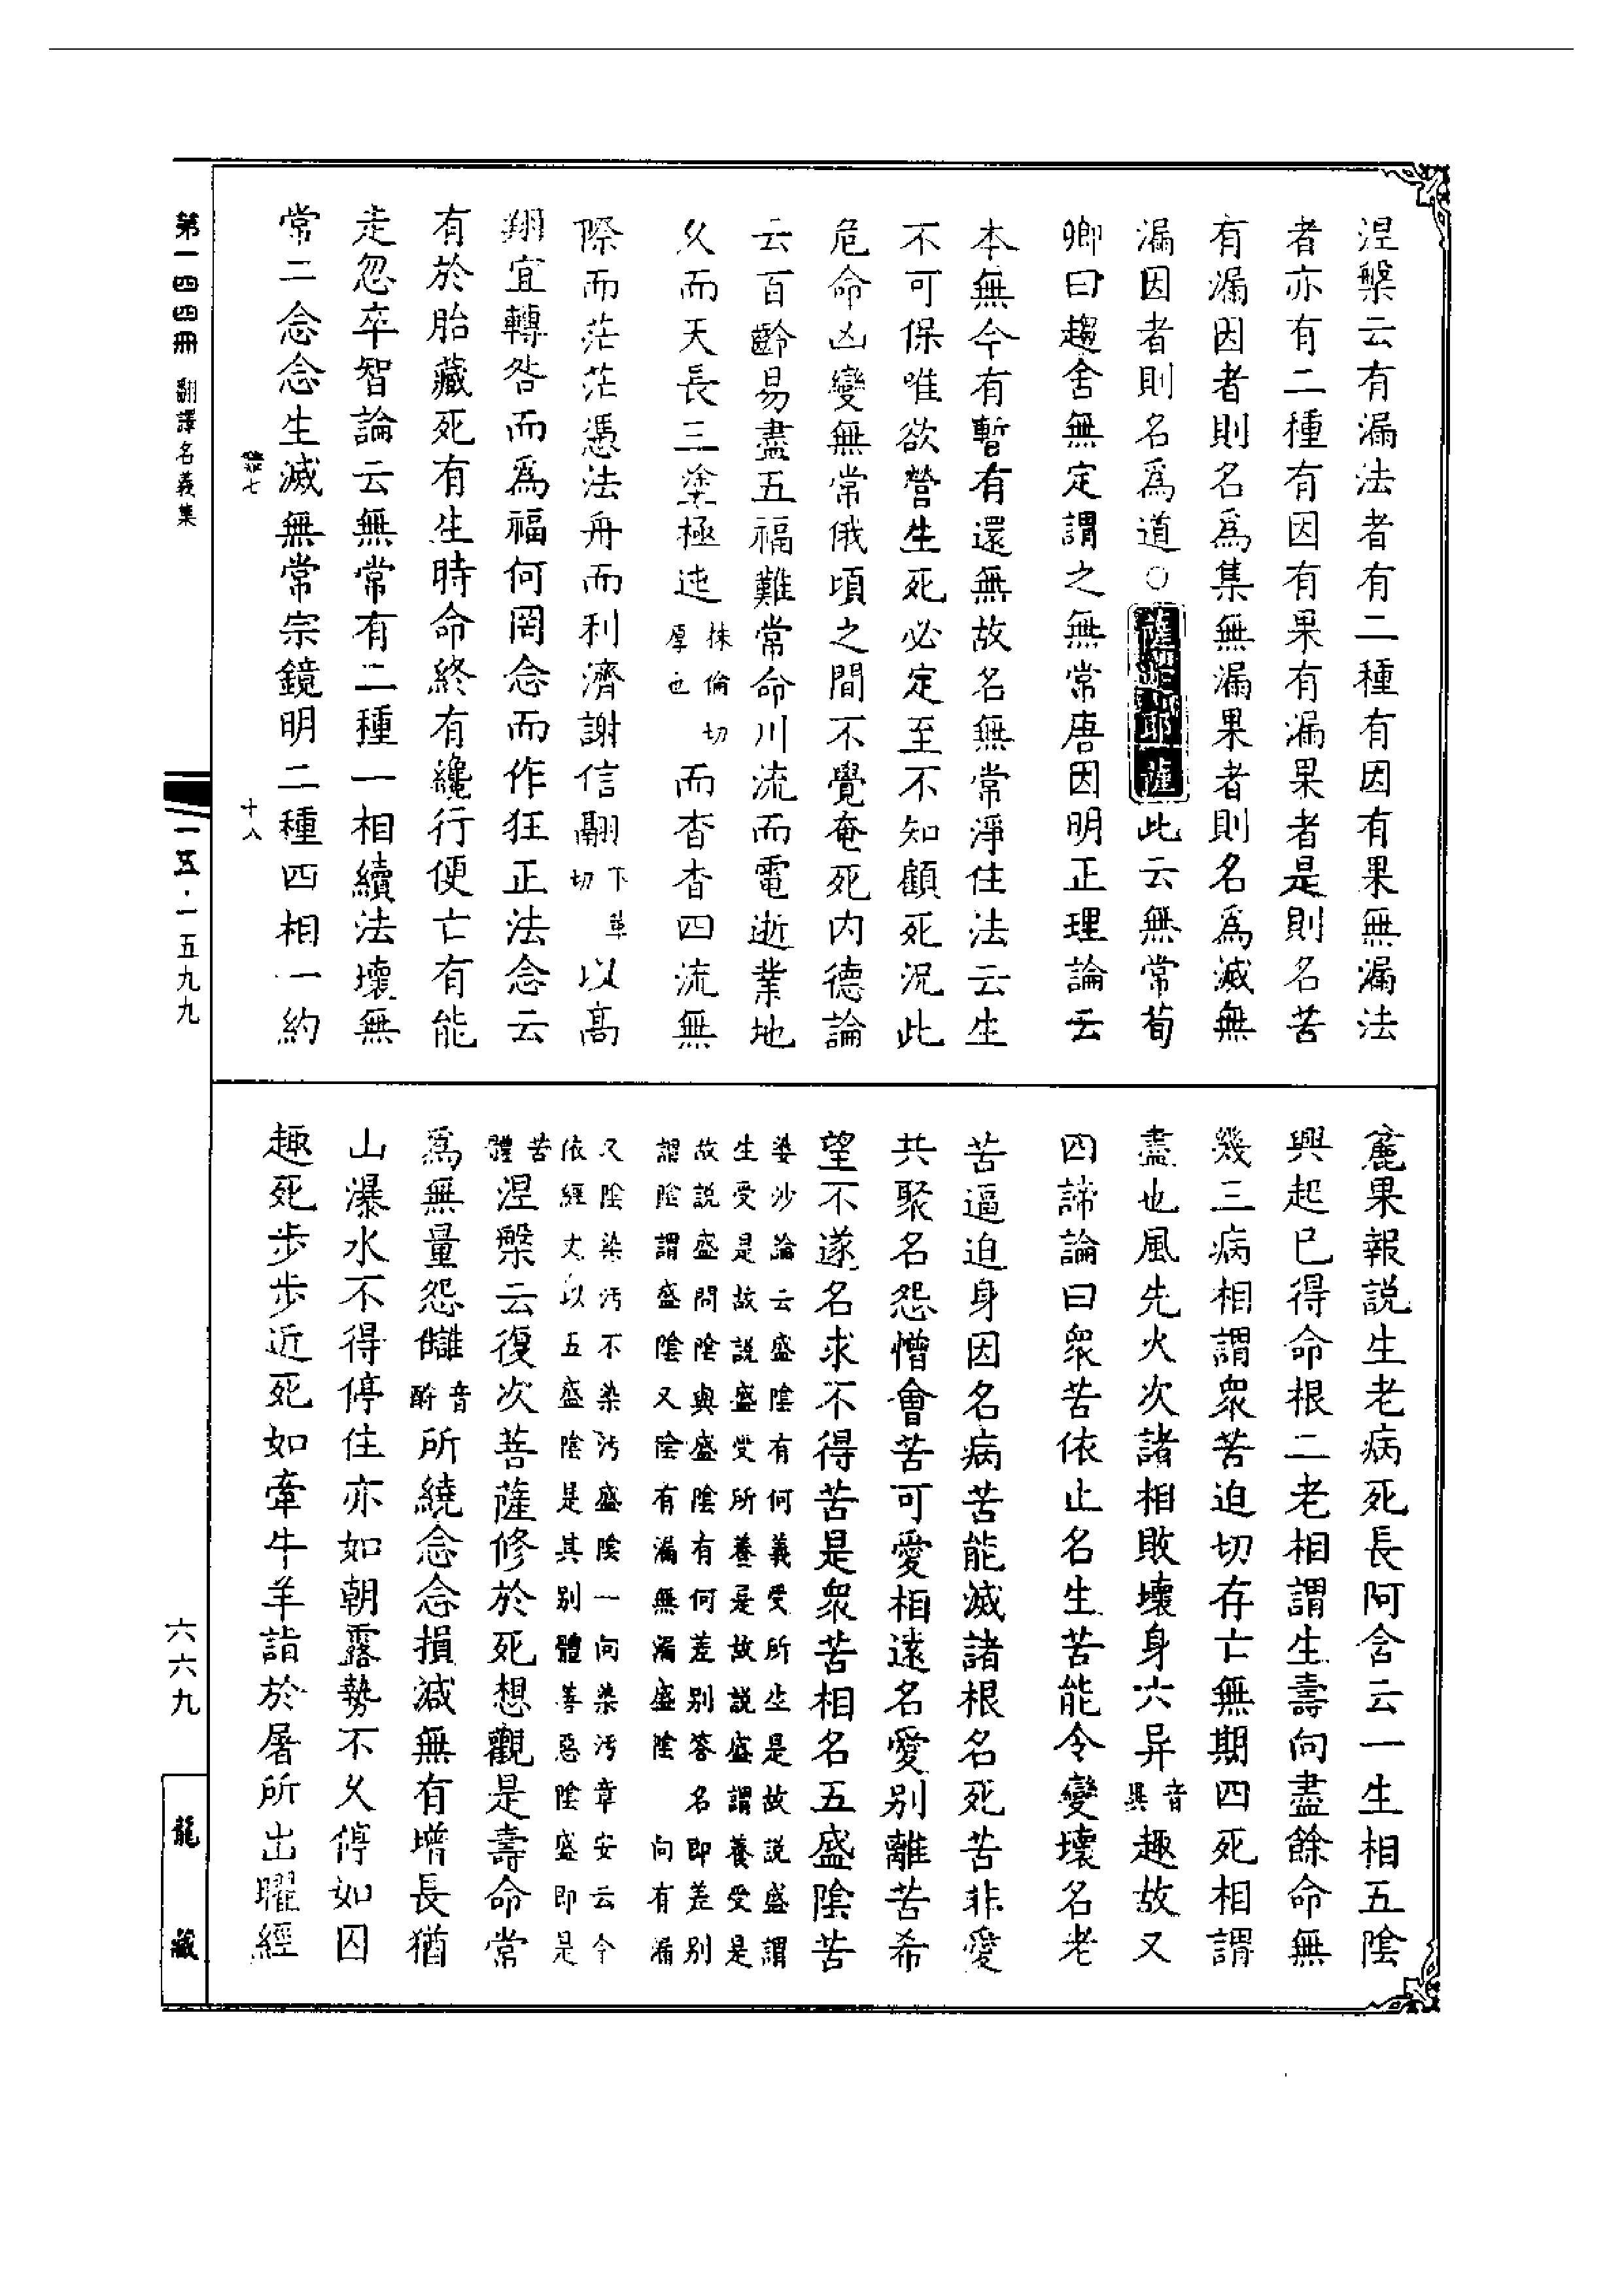 涅槃云有漏法者有二種有因有果無漏法
者亦有二種有因有果有漏果者是則名苦
有漏因者則名爲集無漏果者則名爲滅無
漏因者則名爲道○薩𧸐耶薩此云無常荀
卿曰趨舍無定謂之無常唐因明正理論云
本無今有暫有還無故名無常淨住法云生
不可保唯欲營生死必定至不知顧死況此
危命凶變無常俄頃之間不覺奄死内德論
云百齡易盡五福難常命川流而電逝業地
久而天長三塗極迍株倫切厚也而杳杳四流無
際而茫茫憑法舟而利濟謝信翮下革切以高
翔宜轉咎而爲福何罔念而作狂正法念云
有於胎藏死有生時命終有纔行便亡有能
走忽卒智論云無常有二種一相續法壞無
常二念念生滅無常宗鏡明二種四相一約
麤果報説生老病死長阿含云一生相五陰
興起已得命根二老相謂生壽向盡餘命無
幾三病相謂衆苦迫切存亡無期四死相謂
盡也風先火次諸相敗壞身六异音異趣故又
四諦論曰衆苦依止名生苦能令變壞名老
苦逼迫身因名病苦能滅諸根名死苦非愛
共聚名怨憎會苦可愛相遠名愛别離苦希
望不遂名求不得苦是衆苦相名五盛陰苦
婆沙論云盛陰有何義受所生是故説盛謂
生受是故説盛受所養是故説盛謂養受是
故説盛問陰與盛陰有何差别答名即差别
謂陰謂盛陰又陰有漏無漏盛陰一向有漏
又陰染汚不染汚盛陰一向染汚章安云今
依經文以五盛陰是其别體善惡陰盛即是
苦體涅槃云復次菩薩修於死想觀是壽命常
爲無量怨讎音酧所繞念念損減無有增長猶
山瀑水不得停住亦如朝露勢不久停如囚
趣死步步近死如牽牛羊詣於屠所出曜經
第一四四冊 翻譯名義集
七
十八
一五·一五九九
六六九
龍藏